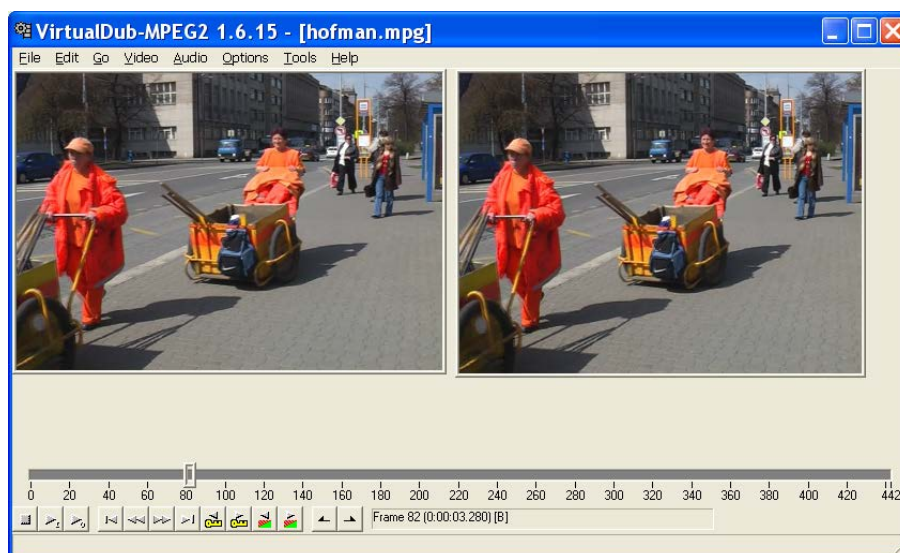 VirtualDub-MPEG2 1.6.15 - [hofman.mpg]
File Edit Go Video Audio Options Tools Help
0 20 40 60 80 100 120 140 160 180 200 220 240 260 280 300 320 340 360 380 400 420 442
Frame 82 (0:00:03.280) [B]